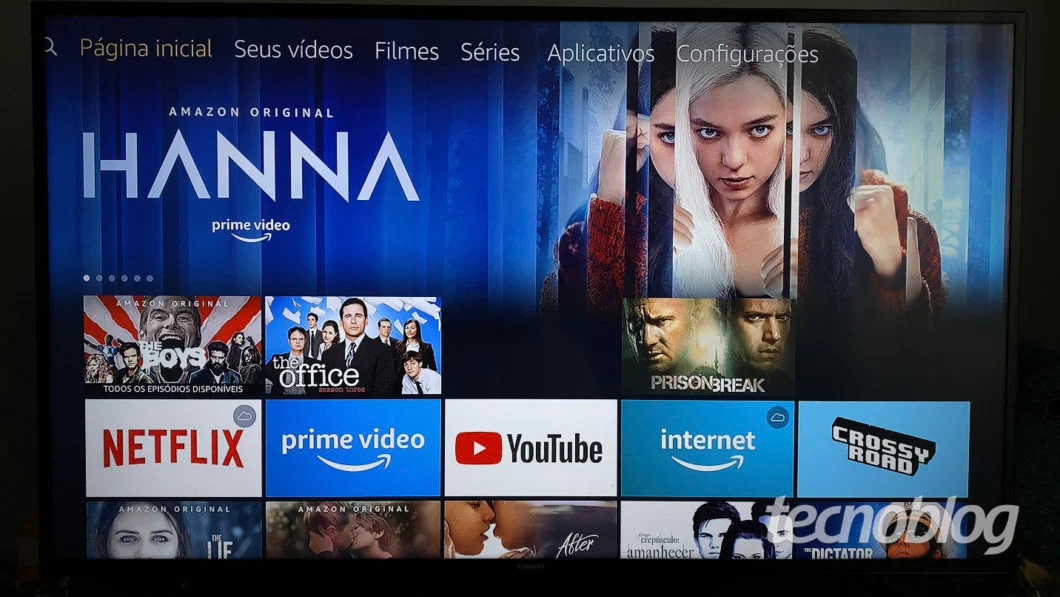 Página inicial Seus vídeos Filmes Séries Aplicativos Configurações
AMAZON ORIGINAL
HANNA
prime video
AMAZON ORIGINAL
THE BOYS
TODOS OS EPISÓDIOS DISPONÍVEIS
the office
season three
PRISON BREAK
NETFLIX
prime video
YouTube
internet
CROSSY ROAD
AMAZON ORIGINAL
THE LIE
AMAZON ORIGINAL
After
crepúsculo:
amanhecer
THE DICTATOR
tecnoblog
SAMSUNG